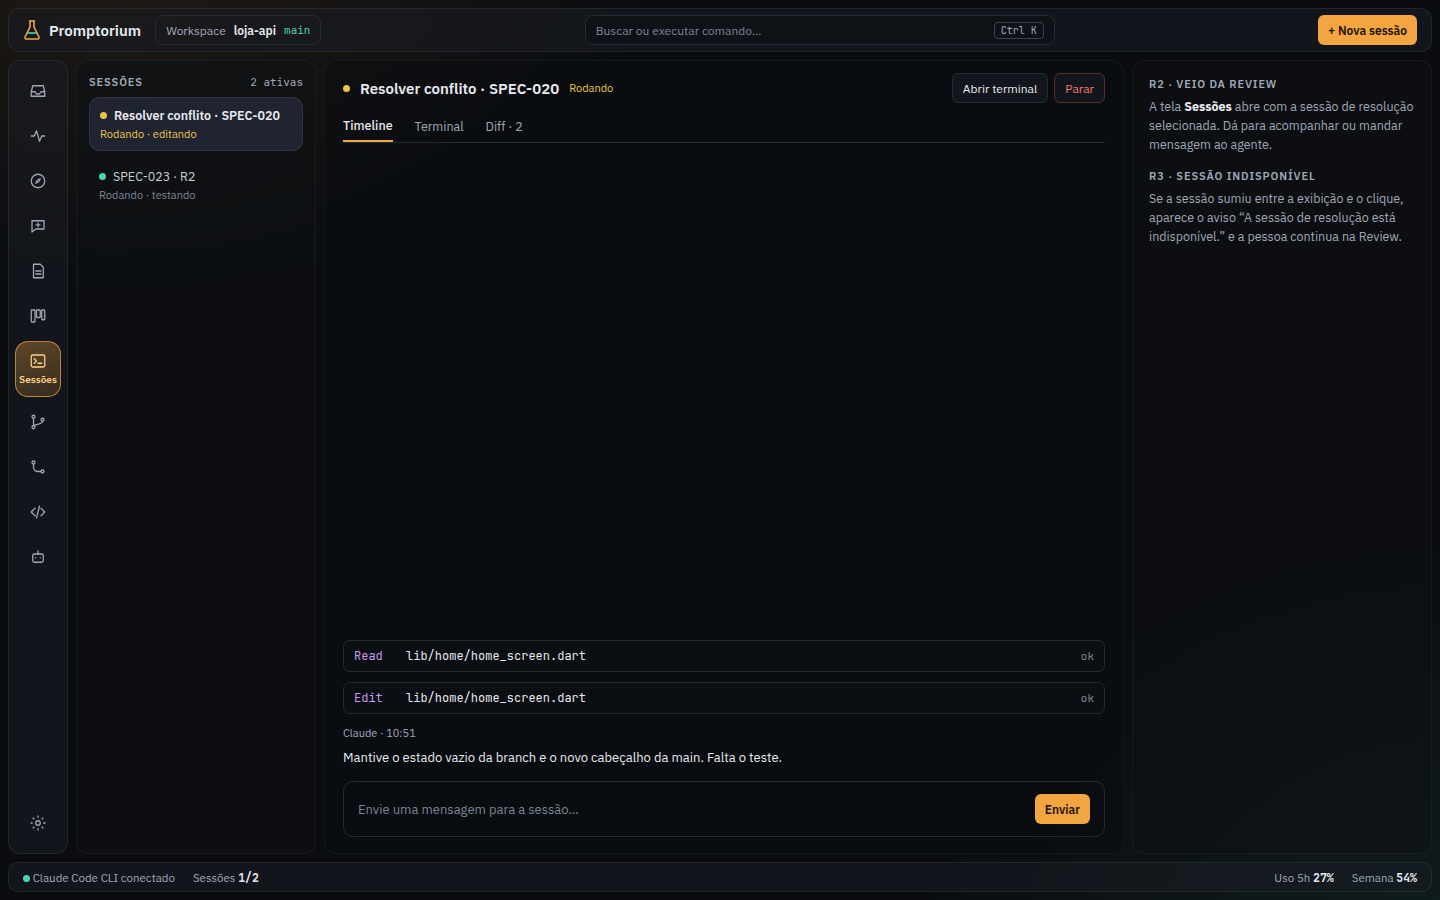 Promptorium
Workspace loja-api main
Buscar ou executar comando...
Ctrl K
+ Nova sessão
Sessões
SESSÕES
2 ativas
Resolver conflito · SPEC-020
Rodando · editando
SPEC-023 · R2
Rodando · testando
Resolver conflito · SPEC-020 Rodando
Abrir terminal
Parar
Timeline
Terminal
Diff · 2
Read lib/home/home_screen.dart ok
Edit lib/home/home_screen.dart ok
Claude · 10:51
Mantive o estado vazio da branch e o novo cabeçalho da main. Falta o teste.
Envie uma mensagem para a sessão...
Enviar
R2 · VEIO DA REVIEW
A tela Sessões abre com a sessão de resolução
selecionada. Dá para acompanhar ou mandar
mensagem ao agente.
R3 · SESSÃO INDISPONÍVEL
Se a sessão sumiu entre a exibição e o clique,
aparece o aviso “A sessão de resolução está
indisponível.” e a pessoa continua na Review.
Claude Code CLI conectado
Sessões 1/2
Uso 5h 27%
Semana 54%